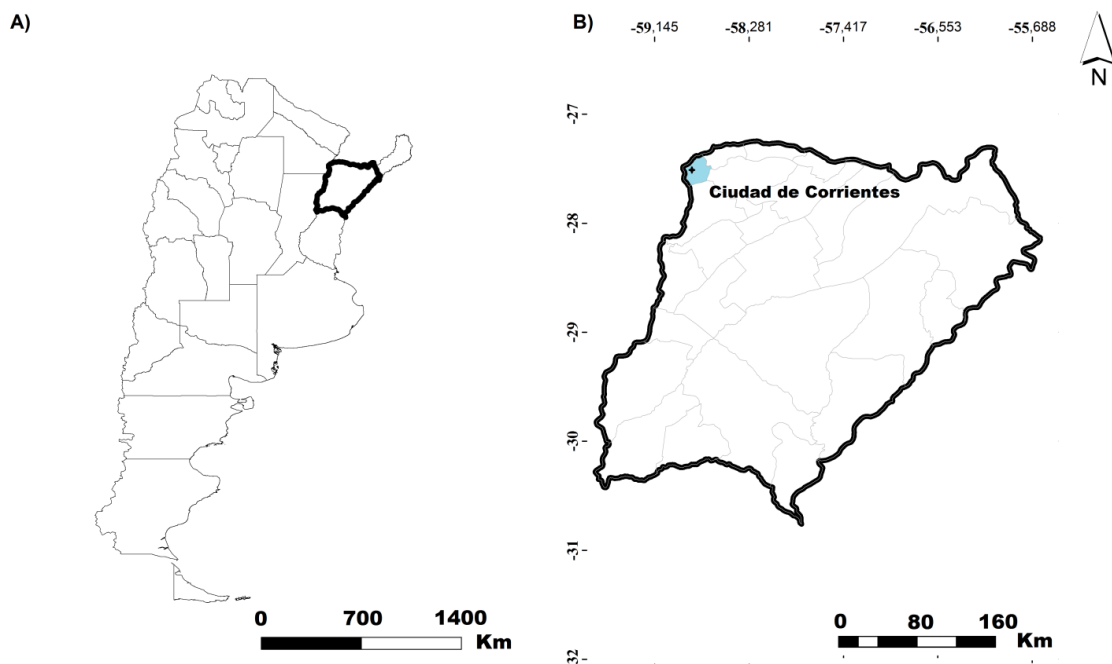 A)
0 700 1400 Km
B)
-59,145 -58,281 -57,417 -56,553 -55,688
N
-27
Ciudad de Corrientes
-28
-29
-30
-31
-32
0 80 160 Km